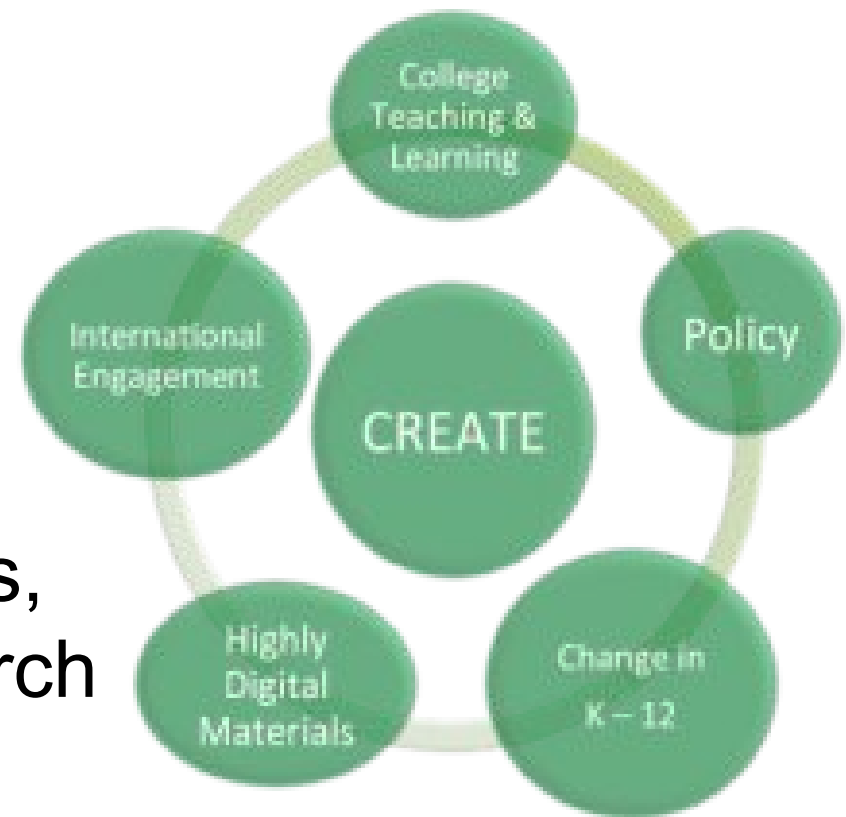 College
Teaching &
Learning
International
Engagement
Policy
CREATE
s,
rch
Highly
Digital
Materials
Change in
K – 12